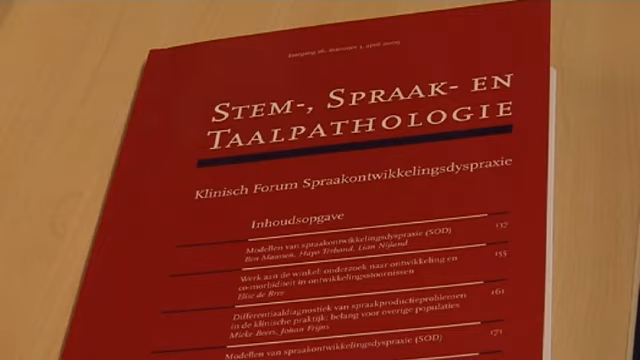 STEM-, SPRAAK- EN
TAALPATHOLOGIE
Klinisch Forum Spraakontwikkelingsdyspraxie
Inhoudsopgave
Modellen van spraakontwikkelingsdyspraxie (SOD) 137
Ben Maassen, Hayo Terband, Lian Nijland
Werk aan de winkel: onderzoek naar ontwikkeling en 155
co-morbiditeit in ontwikkelingsstoornissen
Elise de Bree
Differentiaaldiagnostiek van spraakproductieproblemen 161
in de klinische praktijk: belang voor overige populaties
Mieke Beers, Johan Frijns
Modellen van spraakontwikkelingsdyspraxie (SOD) 171